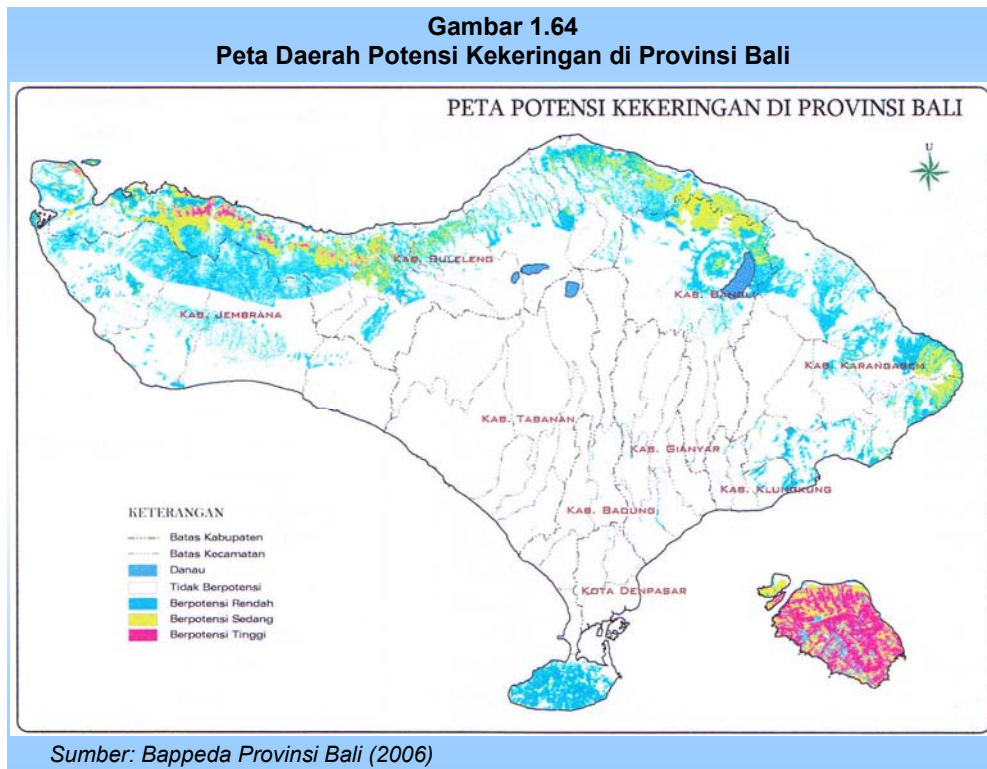 Gambar 1.64
Peta Daerah Potensi Kekeringan di Provinsi Bali
PETA POTENSI KEKERINGAN DI PROVINSI BALI
U
KAB. BULELENG
KAB. BANGLI
KAB. JEMBRANA
KAB. KARANGASEM
KAB. TABANAN
KAB. GIANYAR
KAB. KLUNGKUNG
KAB. BADUNG
KOTA DENPASAR
KETERANGAN
Batas Kabupaten
Batas Kecamatan
Danau
Tidak Berpotensi
Berpotensi Rendah
Berpotensi Sedang
Berpotensi Tinggi
Sumber: Bappeda Provinsi Bali (2006)